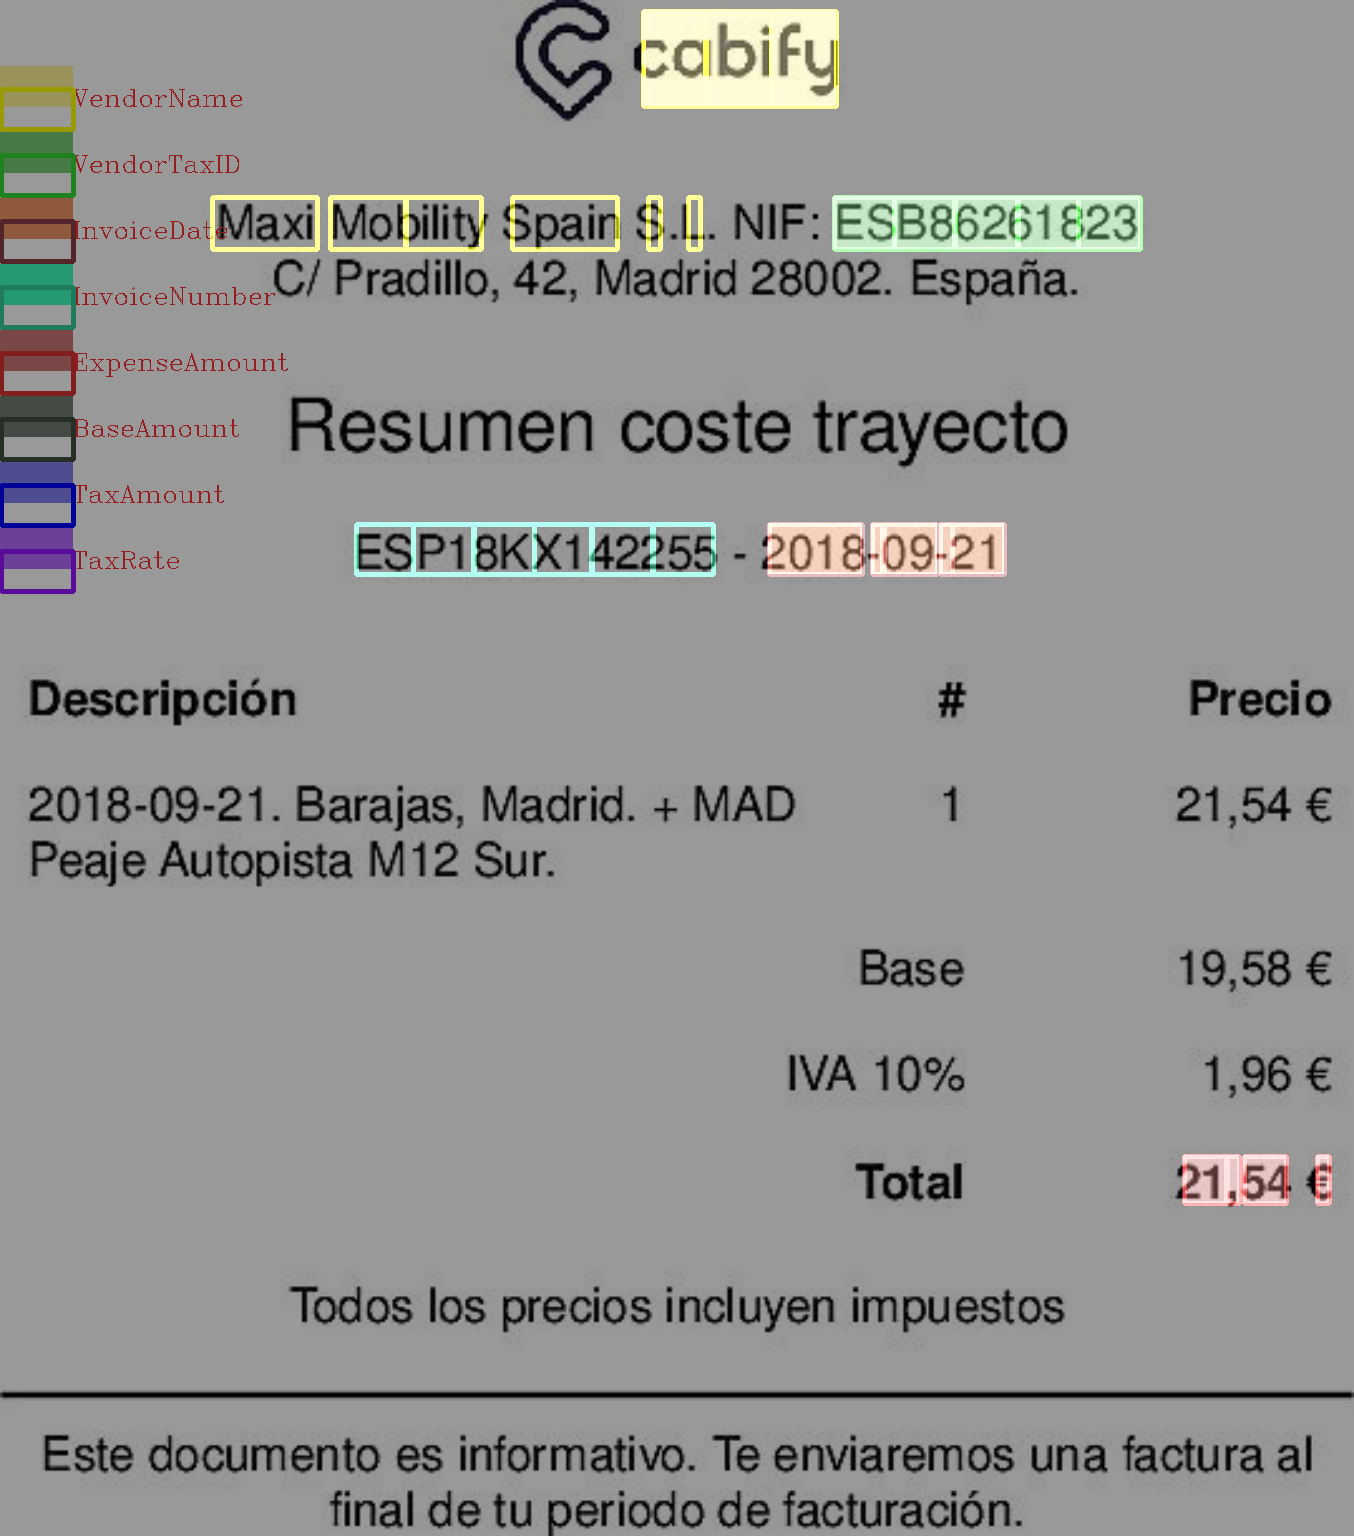 cabify
VendorName
VendorTaxID
InvoiceDate
InvoiceNumber
ExpenseAmount
BaseAmount
TaxAmount
TaxRate
Maxi Mobility Spain S.L. NIF: ESB86261823
C/ Pradillo, 42, Madrid 28002. España.
Resumen coste trayecto
ESP18KX142255 - 2018-09-21
Descripción # Precio
2018-09-21. Barajas, Madrid. + MAD 1 21,54 €
Peaje Autopista M12 Sur.
Base 19,58 €
IVA 10% 1,96 €
Total 21,54 €
Todos los precios incluyen impuestos
Este documento es informativo. Te enviaremos una factura al
final de tu periodo de facturación.